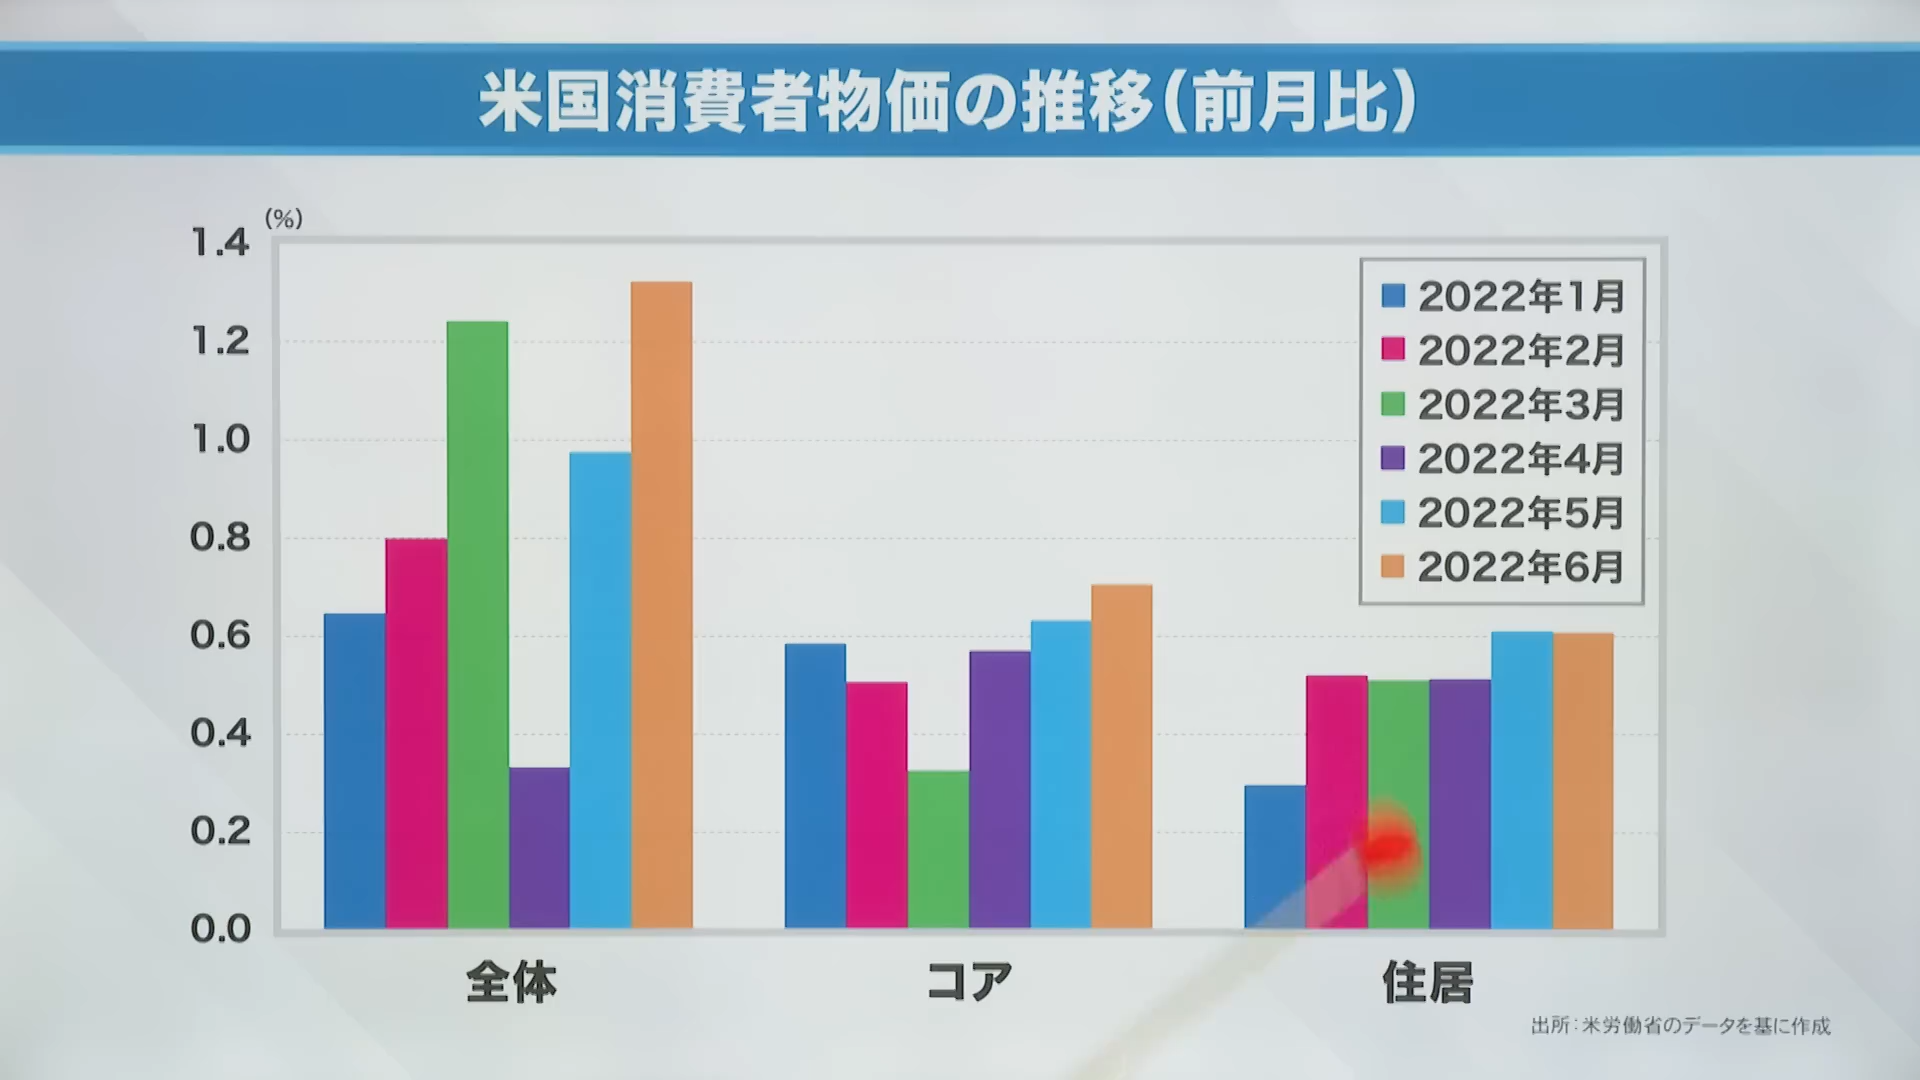 米国消費者物価の推移(前月比)
(%)
1.4
1.2
1.0
0.8
0.6
0.4
0.2
0.0
2022年1月
2022年2月
2022年3月
2022年4月
2022年5月
2022年6月
全体
コア
住居
出所:米労働省のデータを基に作成